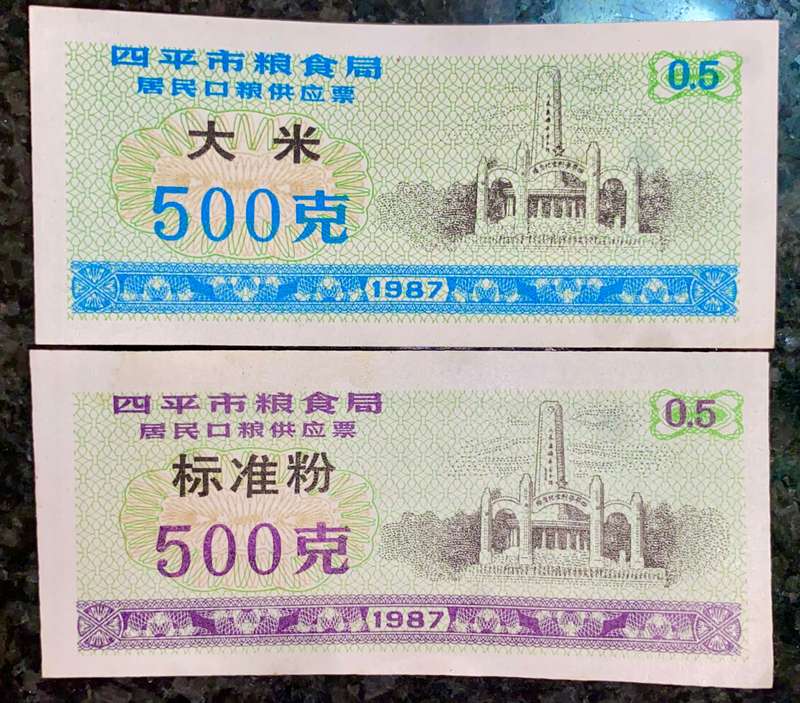 四平市粮食局
居民口粮供应票
0.5
大米
500克
1987
四平市粮食局
居民口粮供应票
0.5
标准粉
500克
1987